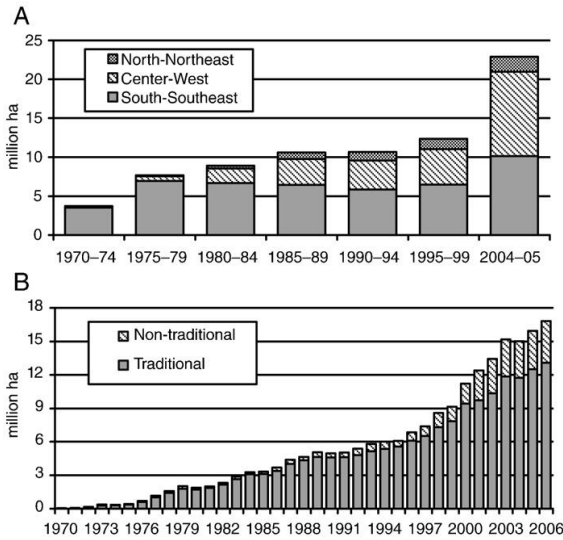 A
25
20
15
10
5
0
million ha
North-Northeast
Center-West
South-Southeast
1970–74 1975–79 1980–84 1985–89 1990–94 1995–99 2004–05
B
18
15
12
9
6
3
0
million ha
Non-traditional
Traditional
1970 1973 1976 1979 1982 1985 1988 1991 1994 1997 2000 2003 2006